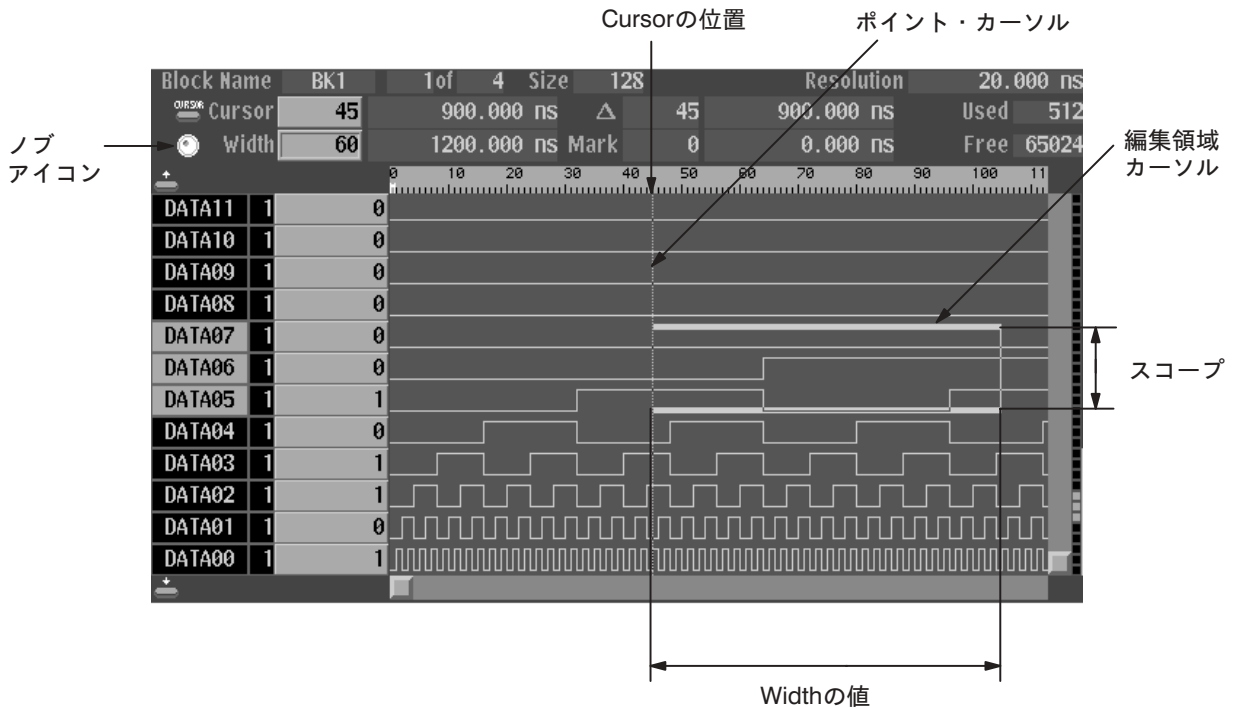 Cursorの位置
ポイント・カーソル
Block Name BK1 1of 4 Size 128 Resolution 20.000 ns
CURSOR Cursor 45 900.000 ns Δ 45 900.000 ns Used 512
Width 60 1200.000 ns Mark 0 0.000 ns Free 65024
ノブ
アイコン
編集領域
カーソル
0 10 20 30 40 50 60 70 80 90 100 11
DATA11 1 0
DATA10 1 0
DATA09 1 0
DATA08 1 0
DATA07 1 0
DATA06 1 0
DATA05 1 1
DATA04 1 0
DATA03 1 1
DATA02 1 1
DATA01 1 0
DATA00 1 1
スコープ
Widthの値